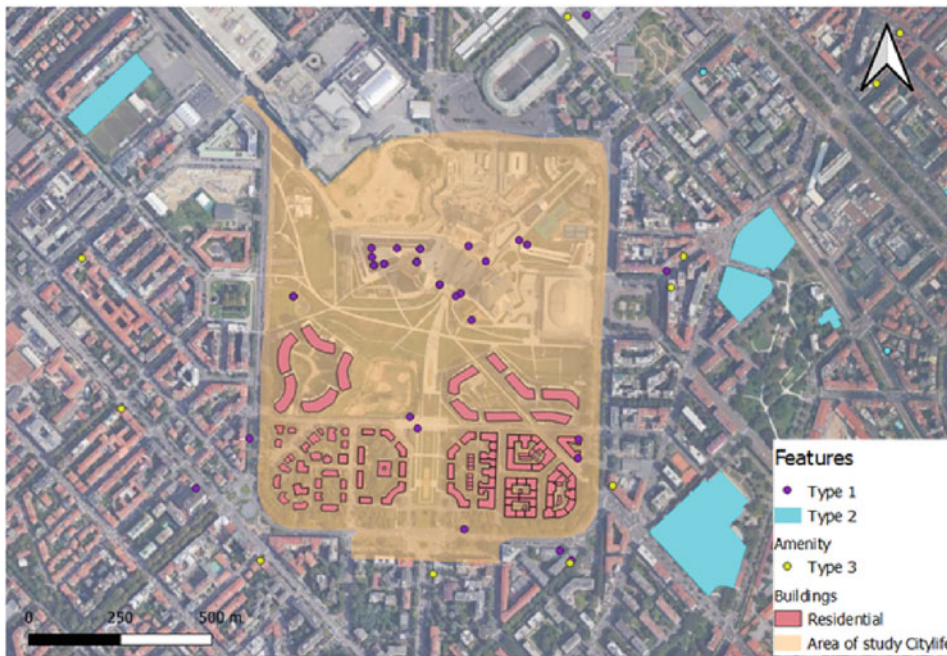 Features
Type 1
Type 2
Amenity
Type 3
Buildings
Residential
Area of study Citylife
0 250 500 m